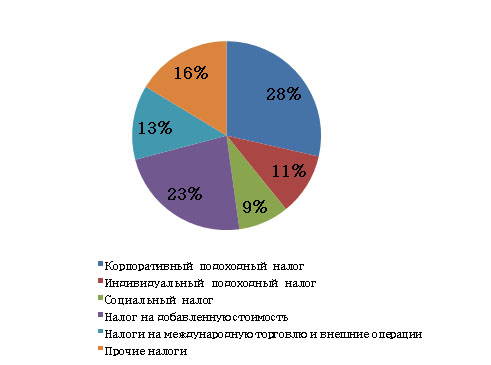 16%
28%
13%
11%
23%
9%
Корпоративный подоходный налог
Индивидуальный подоходный налог
Социальный налог
Налог на добавленную стоимость
Налоги на международную торговлю и внешние операции
Прочие налоги